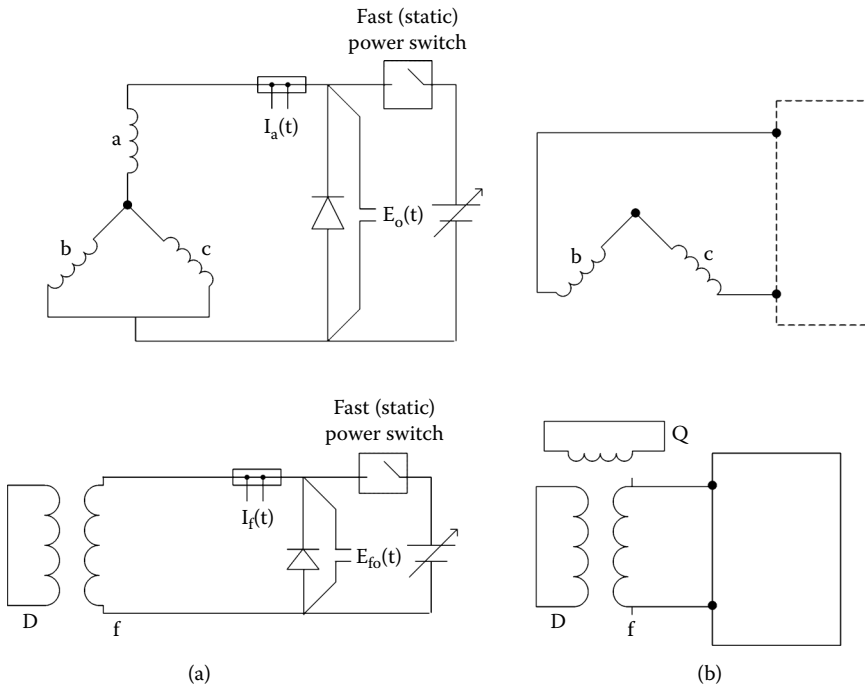 Fast (static)
power switch
a
I_a(t)
b
c
E_o(t)
b
c
Fast (static)
power switch
Q
I_f(t)
E_fo(t)
D
f
D
f
(a)
(b)